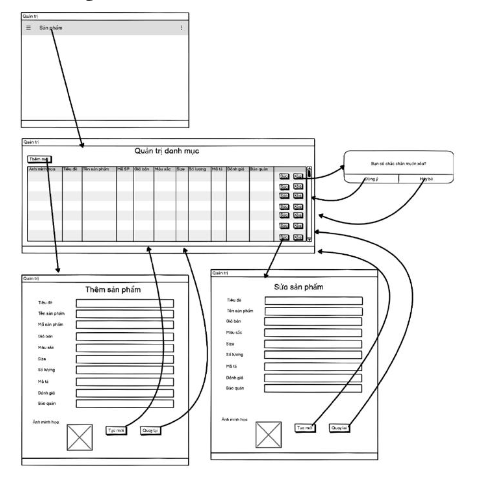 Quản trị
Sản phẩm
Quản trị
Quản trị danh mục
Thêm mới
Ảnh minh họa Tiêu đề Tên sản phẩm Mã SP Giá bán Màu sắc Size Số lượng Mô tả Đánh giá Bảo quản
Bạn có chắc chắn muốn xóa?
Đồng ý Hủy bỏ
Quản trị
Thêm sản phẩm
Tiêu đề
Tên sản phẩm
Mã sản phẩm
Giá bán
Màu sắc
Size
Số lượng
Mô tả
Đánh giá
Bảo quản
Ảnh minh họa
Tạo mới Quay lại
Quản trị
Sửa sản phẩm
Tiêu đề
Tên sản phẩm
Giá bán
Màu sắc
Size
Số lượng
Mô tả
Đánh giá
Bảo quản
Ảnh minh họa
Tạo mới Quay lại